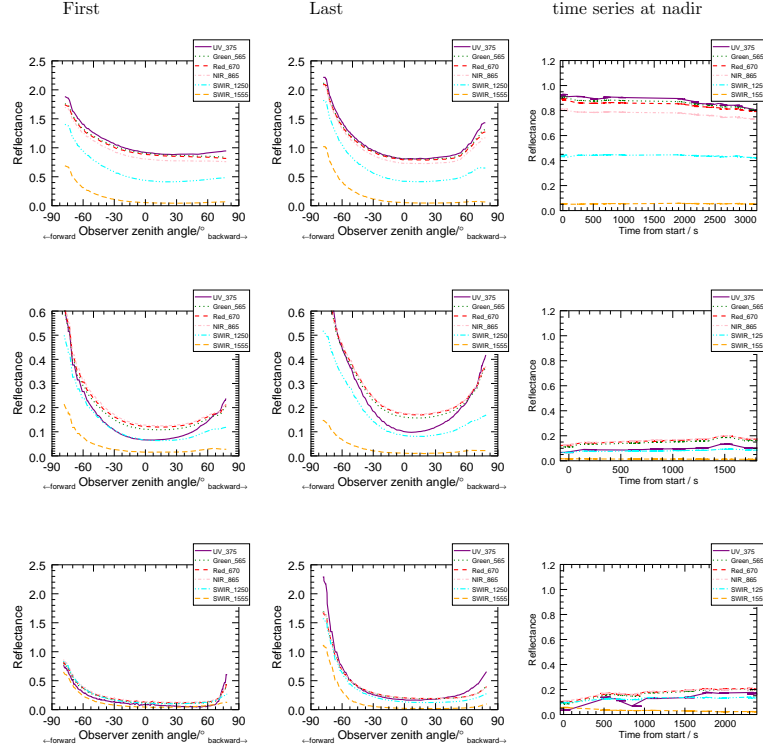 First Last time series at nadir
UV_375
Green_565
Red_670
NIR_865
SWIR_1250
SWIR_1555
2.5
2.0
1.5
1.0
0.5
0.0
Reflectance
-90 -60 -30 0 30 60 90
Observer zenith angle/°
←forward backward→
UV_375
Green_565
Red_670
NIR_865
SWIR_1250
SWIR_1555
2.5
2.0
1.5
1.0
0.5
0.0
Reflectance
-90 -60 -30 0 30 60 90
Observer zenith angle/°
←forward backward→
UV_375
Green_565
Red_670
NIR_865
SWIR_1250
SWIR_1555
1.2
1.0
0.8
0.6
0.4
0.2
0.0
Reflectance
0 500 1000 1500 2000 2500 3000
Time from start / s
UV_375
Green_565
Red_670
NIR_865
SWIR_1250
SWIR_1555
0.6
0.5
0.4
0.3
0.2
0.1
0.0
Reflectance
-90 -60 -30 0 30 60 90
Observer zenith angle/°
←forward backward→
UV_375
Green_565
Red_670
NIR_865
SWIR_1250
SWIR_1555
0.6
0.5
0.4
0.3
0.2
0.1
0.0
Reflectance
-90 -60 -30 0 30 60 90
Observer zenith angle/°
←forward backward→
UV_375
Green_565
Red_670
NIR_865
SWIR_1250
SWIR_1555
1.2
1.0
0.8
0.6
0.4
0.2
0.0
Reflectance
0 500 1000 1500
Time from start / s
UV_375
Green_565
Red_670
NIR_865
SWIR_1250
SWIR_1555
2.5
2.0
1.5
1.0
0.5
0.0
Reflectance
-90 -60 -30 0 30 60 90
Observer zenith angle/°
←forward backward→
UV_375
Green_565
Red_670
NIR_865
SWIR_1250
SWIR_1555
2.5
2.0
1.5
1.0
0.5
0.0
Reflectance
-90 -60 -30 0 30 60 90
Observer zenith angle/°
←forward backward→
UV_375
Green_565
Red_670
NIR_865
SWIR_1250
SWIR_1555
1.2
1.0
0.8
0.6
0.4
0.2
0.0
Reflectance
0 500 1000 1500 2000
Time from start / s